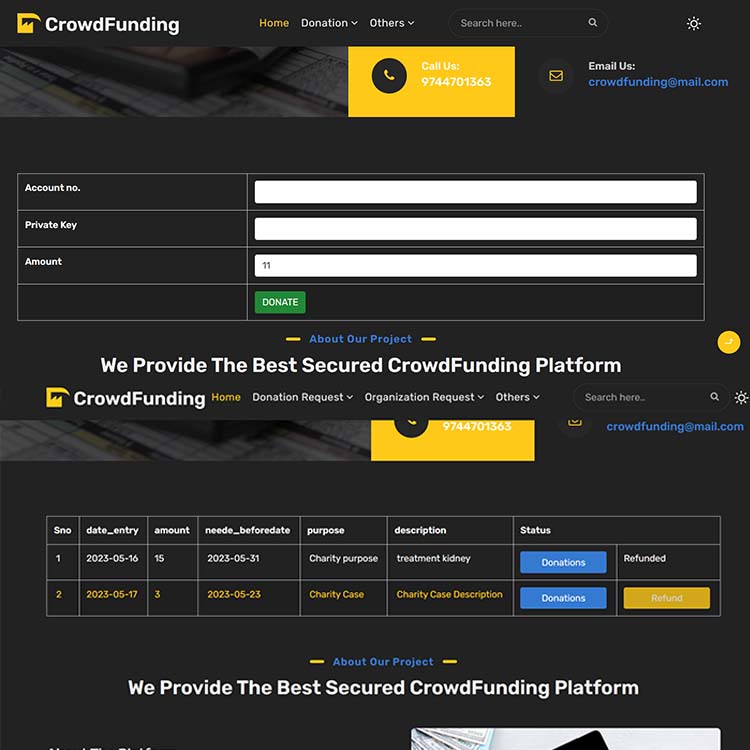 CrowdFunding Home Donation Others Search here..
Call Us:
9744701363
Email Us:
crowdfunding@mail.com
Account no.
Private Key
Amount 11
DONATE
About Our Project
We Provide The Best Secured CrowdFunding Platform
CrowdFunding Home Donation Request Organization Request Others Search here..
9744701363 crowdfunding@mail.com
Sno date_entry amount neede_beforedate purpose description Status
1 2023-05-16 15 2023-05-31 Charity purpose treatment kidney Donations Refunded
2 2023-05-17 3 2023-05-23 Charity Case Charity Case Description Donations Refund
About Our Project
We Provide The Best Secured CrowdFunding Platform